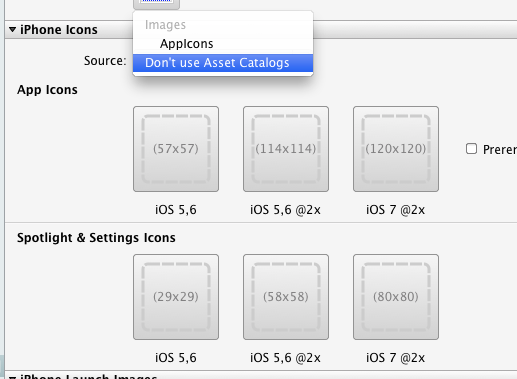 Images
iPhone Icons
AppIcons
Source:
Don't use Asset Catalogs
App Icons
(57x57) (114x114) (120x120) Prerer
iOS 5,6 iOS 5,6 @2x iOS 7 @2x
Spotlight & Settings Icons
(29x29) (58x58) (80x80)
iOS 5,6 iOS 5,6 @2x iOS 7 @2x
iPhone Launch Images